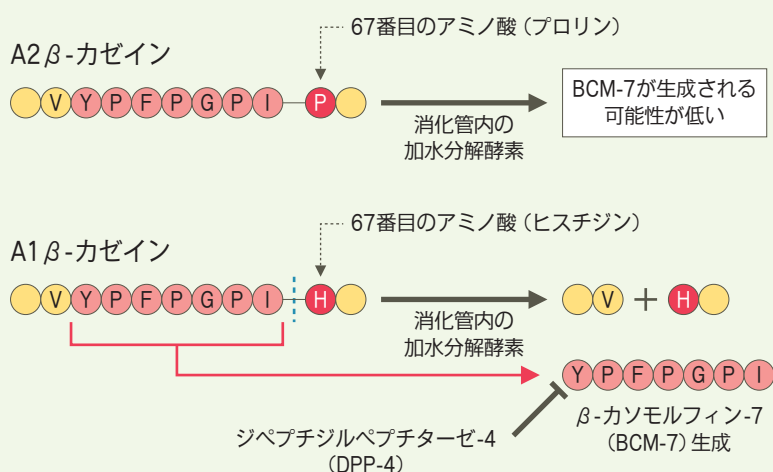 67番目のアミノ酸（プロリン）
A2β-カゼイン
V Y P F P G P I P
消化管内の
加水分解酵素
BCM-7が生成される
可能性が低い
67番目のアミノ酸（ヒスチジン）
A1β-カゼイン
V Y P F P G P I H
消化管内の
加水分解酵素
V + H
Y P F P G P I
β-カソモルフィン-7
（BCM-7）生成
ジペプチジルペプチターゼ-4
（DPP-4）